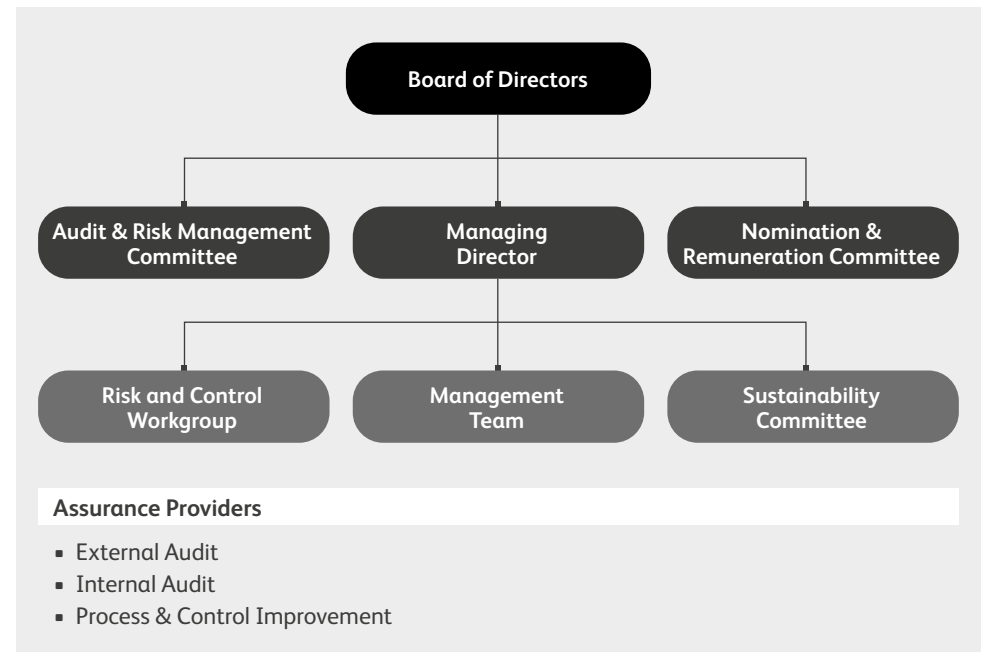 Board of Directors
Audit & Risk Management
Committee
Managing
Director
Nomination &
Remuneration Committee
Risk and Control
Workgroup
Management
Team
Sustainability
Committee
Assurance Providers
▪ External Audit
▪ Internal Audit
▪ Process & Control Improvement